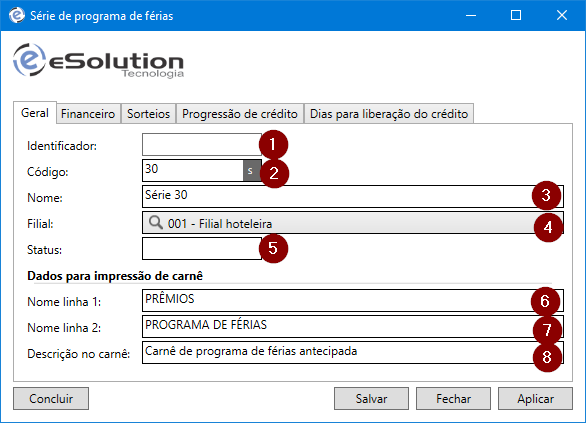 Série de programa de férias
eSolution
Tecnologia
Geral Financeiro Sorteios Progressão de crédito Dias para liberação do crédito
Identificador: 1
Código: 30 s 2
Nome: Série 30 3
Filial: 001 - Filial hoteleira 4
Status: 5
Dados para impressão de carnê
Nome linha 1: PRÊMIOS 6
Nome linha 2: PROGRAMA DE FÉRIAS 7
Descrição no carnê: Carnê de programa de férias antecipada 8
Concluir Salvar Fechar Aplicar